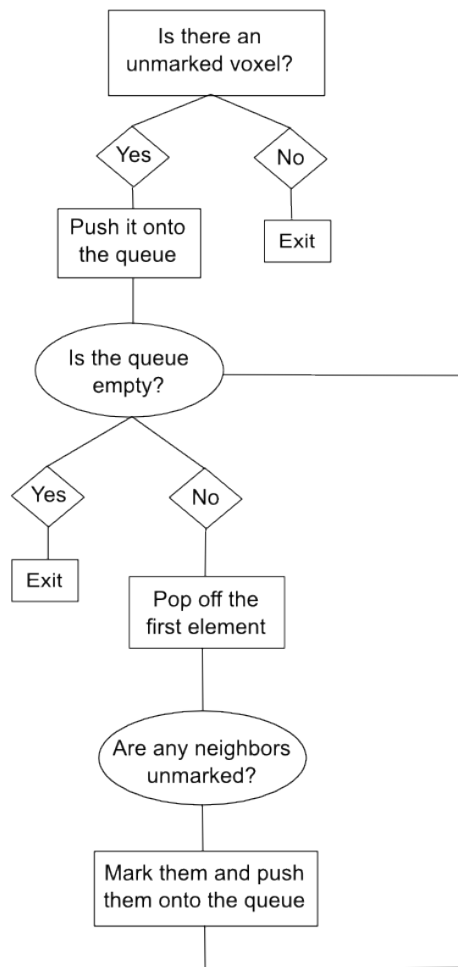 Is there an
unmarked voxel?
Yes
No
Push it onto
the queue
Exit
Is the queue
empty?
Yes
No
Exit
Pop off the
first element
Are any neighbors
unmarked?
Mark them and push
them onto the queue